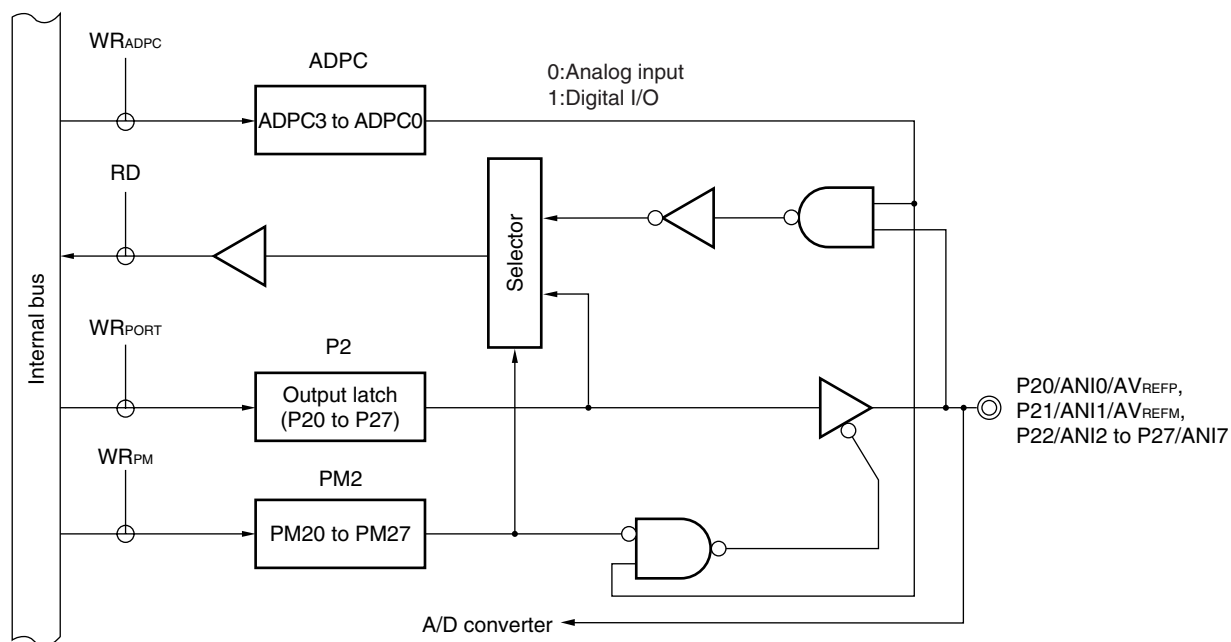 WRADPC
ADPC
0:Analog input
1:Digital I/O
ADPC3 to ADPC0
RD
Selector
Internal bus
WRPORT
P2
Output latch
(P20 to P27)
P20/ANI0/AVREFP,
P21/ANI1/AVREFM,
P22/ANI2 to P27/ANI7
WRPM
PM2
PM20 to PM27
A/D converter